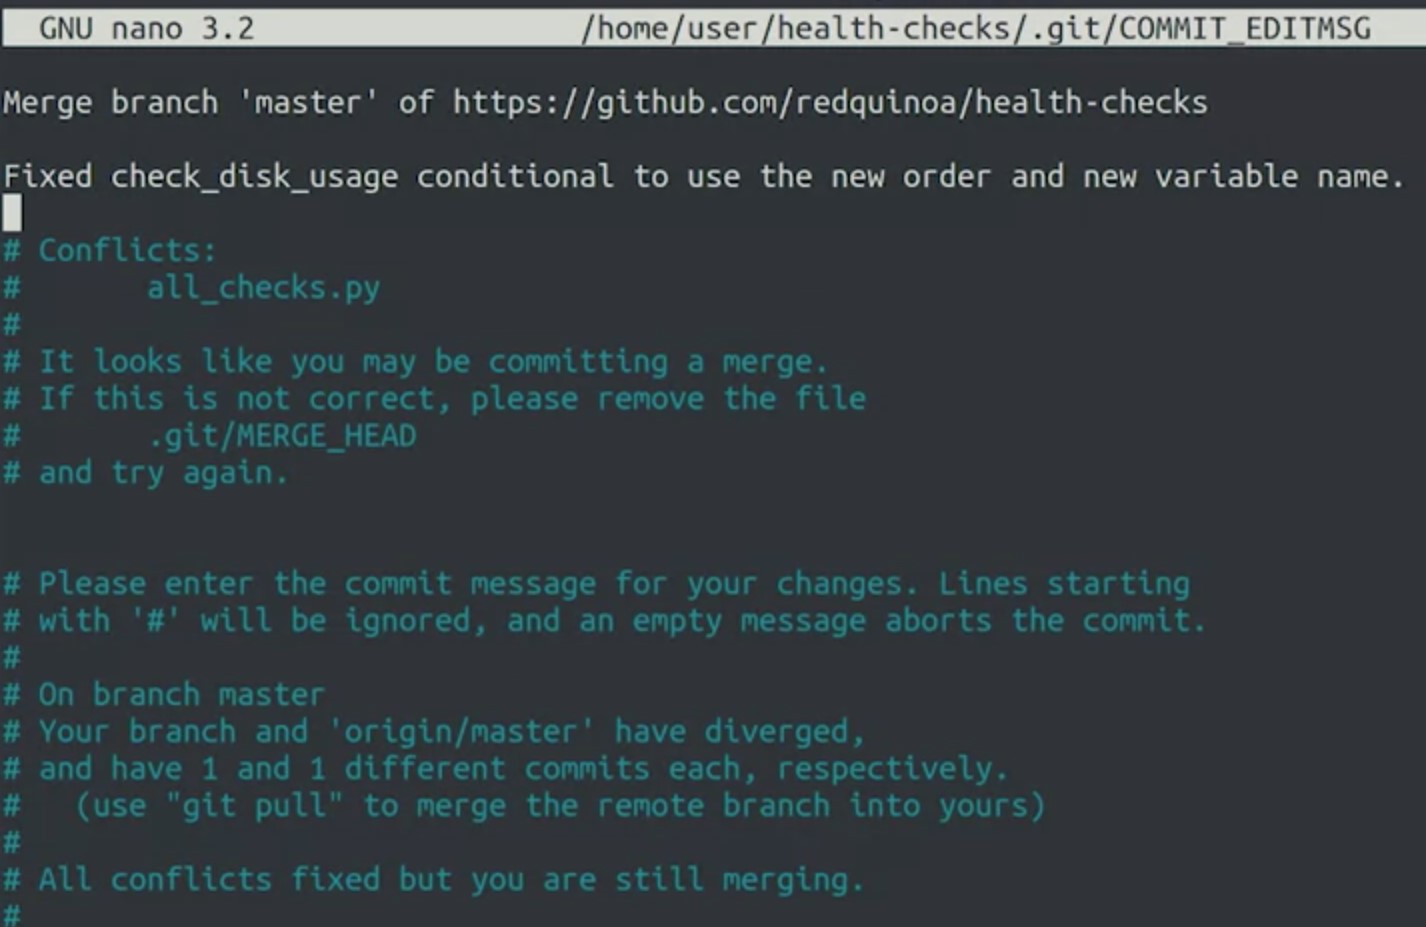 GNU nano 3.2 /home/user/health-checks/.git/COMMIT_EDITMSG
Merge branch 'master' of https://github.com/redquinoa/health-checks
Fixed check_disk_usage conditional to use the new order and new variable name.
# Conflicts:
#       all_checks.py
#
# It looks like you may be committing a merge.
# If this is not correct, please remove the file
#       .git/MERGE_HEAD
# and try again.
# Please enter the commit message for your changes. Lines starting
# with '#' will be ignored, and an empty message aborts the commit.
#
# On branch master
# Your branch and 'origin/master' have diverged,
# and have 1 and 1 different commits each, respectively.
#   (use "git pull" to merge the remote branch into yours)
#
# All conflicts fixed but you are still merging.
#